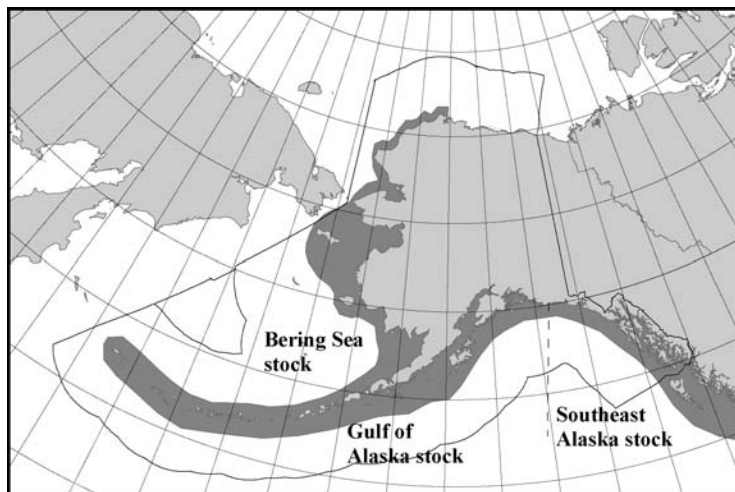 Bering Sea
stock
Gulf of
Alaska stock
Southeast
Alaska stock